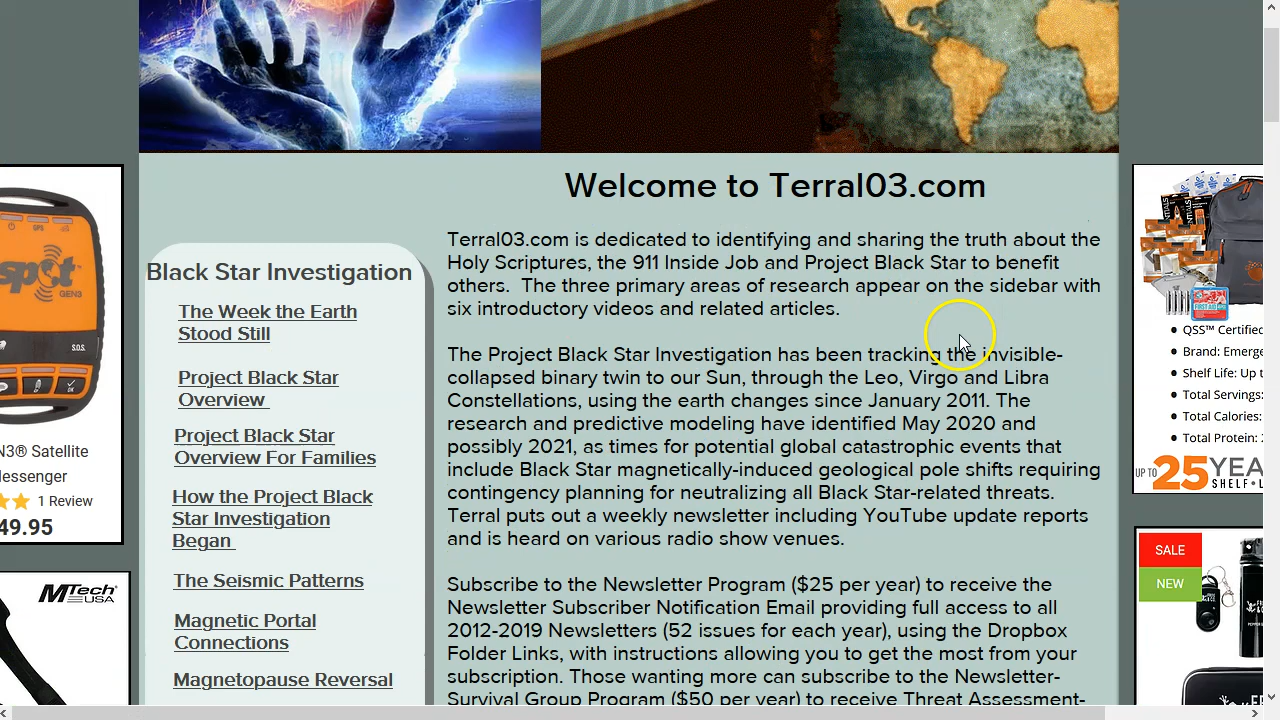 Welcome to Terral03.com
Terral03.com is dedicated to identifying and sharing the truth about the
Holy Scriptures, the 911 Inside Job and Project Black Star to benefit
others.  The three primary areas of research appear on the sidebar with
six introductory videos and related articles.
The Project Black Star Investigation has been tracking the invisible-
collapsed binary twin to our Sun, through the Leo, Virgo and Libra
Constellations, using the earth changes since January 2011. The
research and predictive modeling have identified May 2020 and
possibly 2021, as times for potential global catastrophic events that
include Black Star magnetically-induced geological pole shifts requiring
contingency planning for neutralizing all Black Star-related threats.
Terral puts out a weekly newsletter including YouTube update reports
and is heard on various radio show venues.
Subscribe to the Newsletter Program ($25 per year) to receive the
Newsletter Subscriber Notification Email providing full access to all
2012-2019 Newsletters (52 issues for each year), using the Dropbox
Folder Links, with instructions allowing you to get the most from your
subscription. Those wanting more can subscribe to the Newsletter-
Survival Group Program ($50 per year) to receive Threat Assessment-
Black Star Investigation
The Week the Earth
Stood Still
Project Black Star
Overview
Project Black Star
Overview For Families
How the Project Black
Star Investigation
Began
The Seismic Patterns
Magnetic Portal
Connections
Magnetopause Reversal
spot
GEN3
S.O.S.
N3® Satellite
essenger
1 Review
49.95
MTech
USA
FIRST AID
QSS™ Certified
Brand: Emerge
Shelf Life: Up t
Total Servings:
Total Calories:
Total Protein: 2
UP TO 25 YEA
SHELF
SALE
NEW